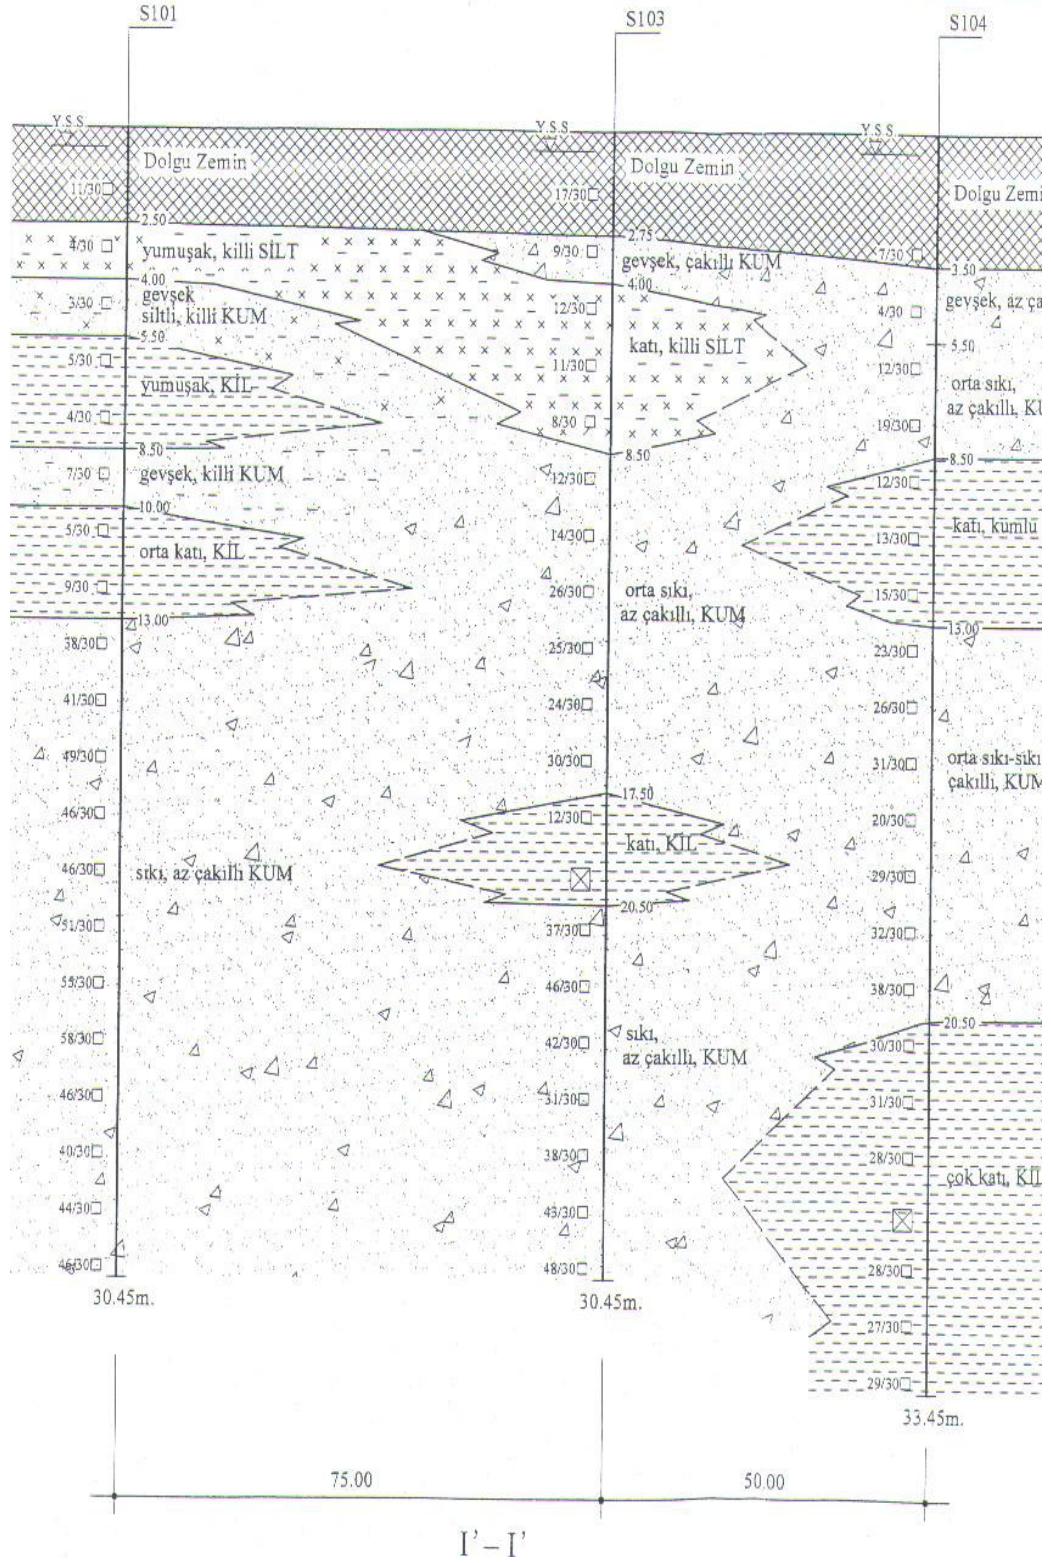 S101
S103
S104
Y.S.S.
Y.S.S.
Y.S.S.
Dolgu Zemin
Dolgu Zemin
Dolgu Zemi
11/30
17/30
2.50
2.75
7/30
3.50
4/30
yumuşak, killi SİLT
9/30
gevşek, çakıllı KUM
4.00
4.00
gevşek
siltli, killi KUM
3/30
12/30
4/30
gevşek, az ça
5.50
5.50
5/30
yumuşak, KİL
11/30
katı, killi SİLT
12/30
orta sıkı,
az çakıllı, KU
4/30
8/30
19/30
8.50
8.50
8.50
7/30
gevşek, killi KUM
12/30
12/30
10.00
5/30
orta katı, KİL
14/30
13/30
katı, kumlu
9/30
26/30
orta sıkı,
az çakıllı, KUM
15/30
13.00
13.00
38/30
25/30
23/30
41/30
24/30
26/30
49/30
30/30
31/30
orta sıkı-sıkı
çakıllı, KUM
17.50
46/30
12/30
katı, KİL
20/30
46/30
sıkı, az çakıllı KUM
29/30
20.50
51/30
37/30
32/30
55/30
46/30
38/30
20.50
58/30
42/30
sıkı,
az çakıllı, KUM
30/30
46/30
31/30
31/30
40/30
38/30
28/30
çok katı, KİL
44/30
43/30
46/30
48/30
28/30
30.45m.
30.45m.
27/30
29/30
33.45m.
75.00
50.00
I' – I'